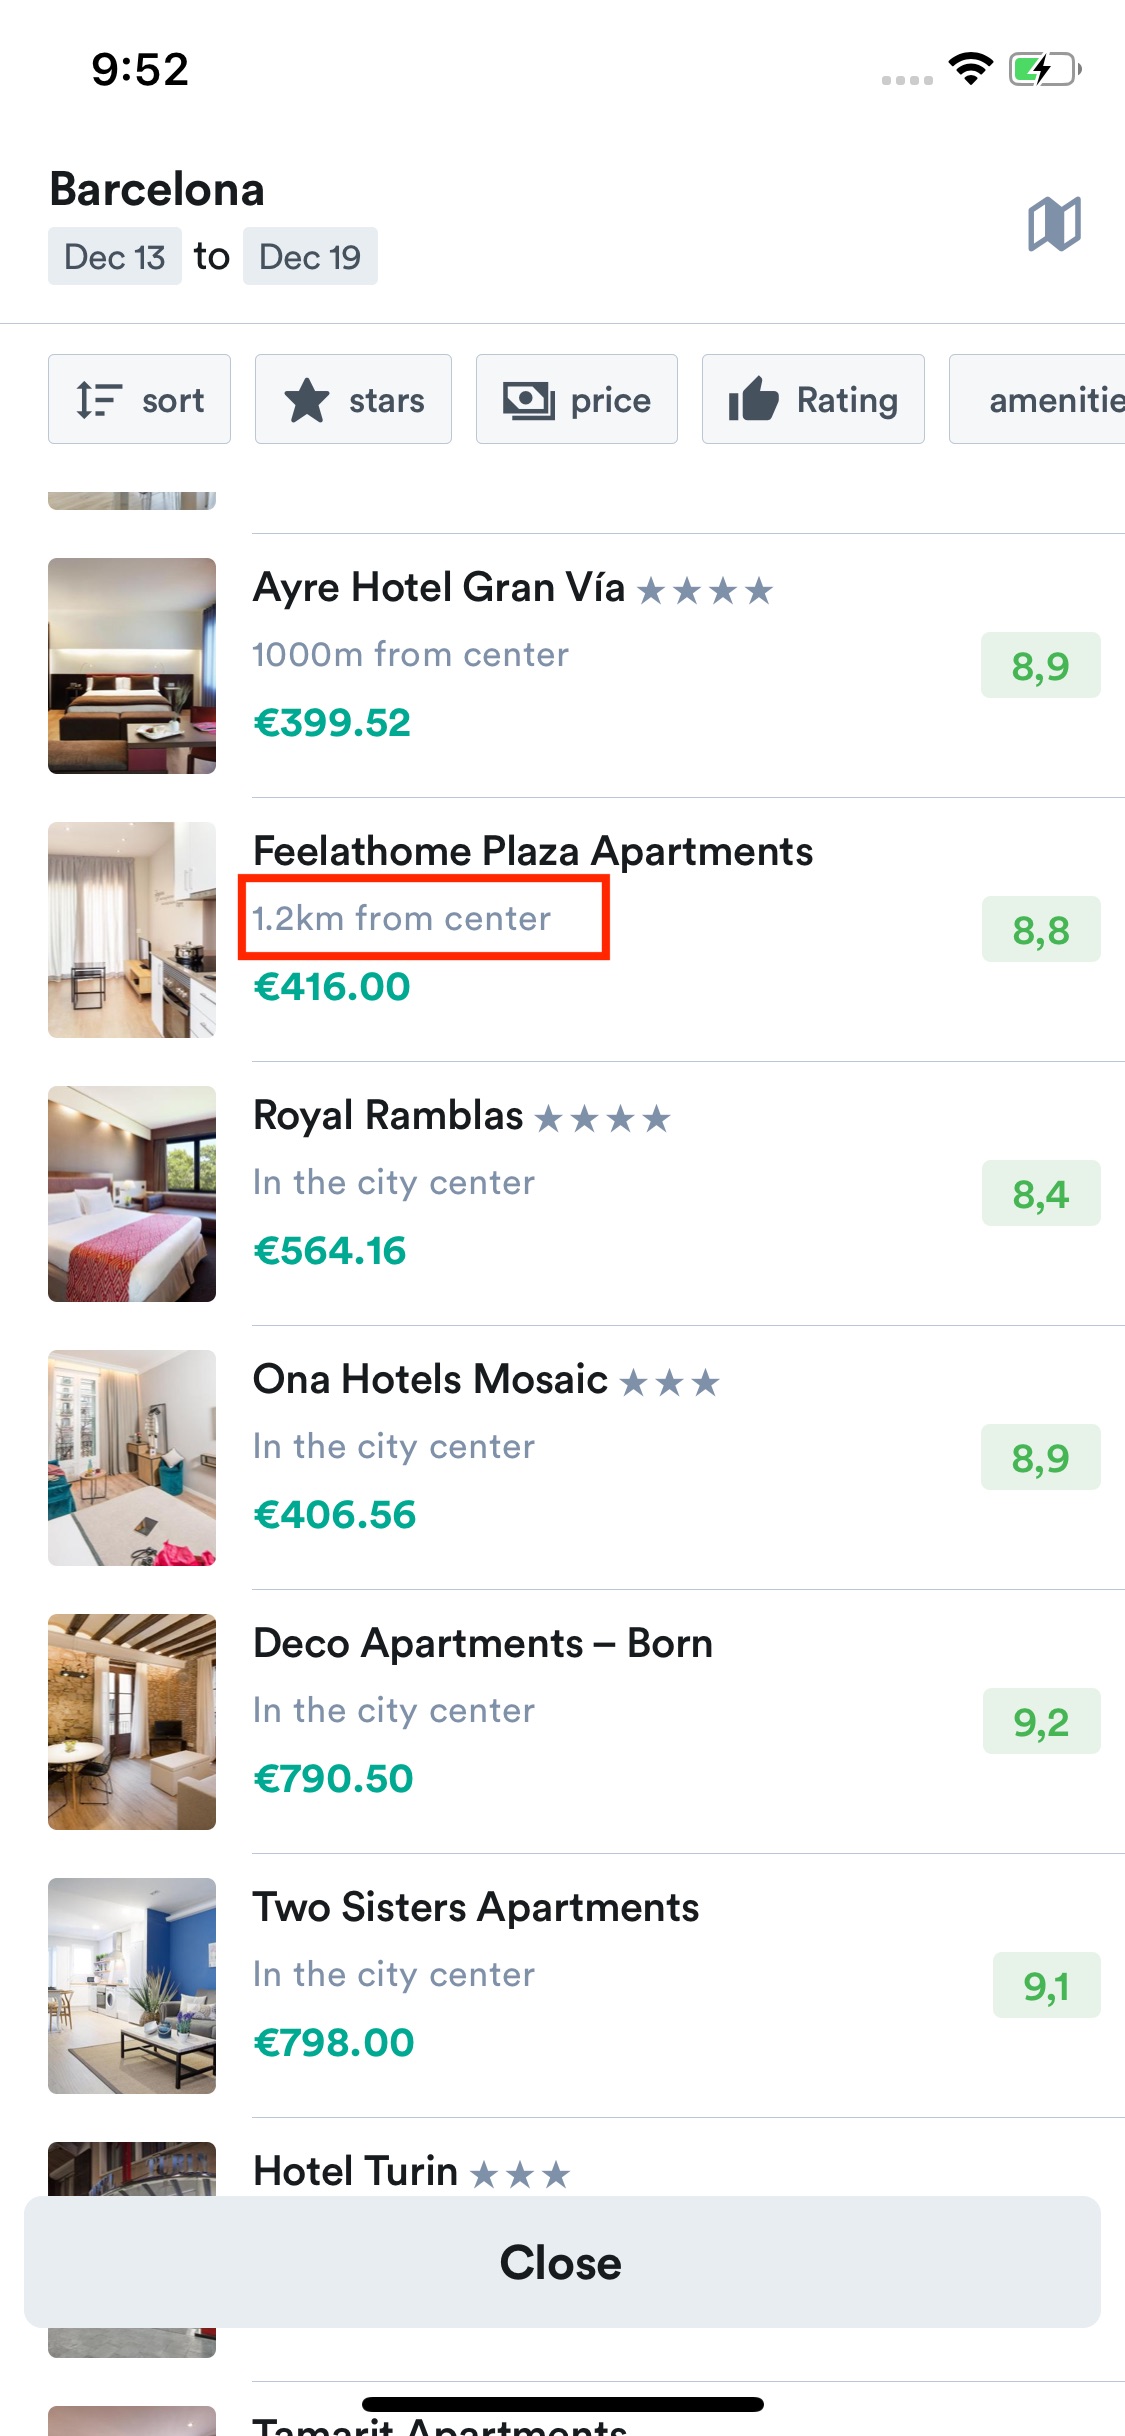 9:52
Barcelona
Dec 13 to Dec 19
sort stars price Rating amenitie
Ayre Hotel Gran Vía
1000m from center
8,9
€399.52
Feelathome Plaza Apartments
1.2km from center
8,8
€416.00
Royal Ramblas
In the city center
8,4
€564.16
Ona Hotels Mosaic
In the city center
8,9
€406.56
Deco Apartments – Born
In the city center
9,2
€790.50
Two Sisters Apartments
In the city center
9,1
€798.00
Hotel Turin
Close
Tamarit Apartments